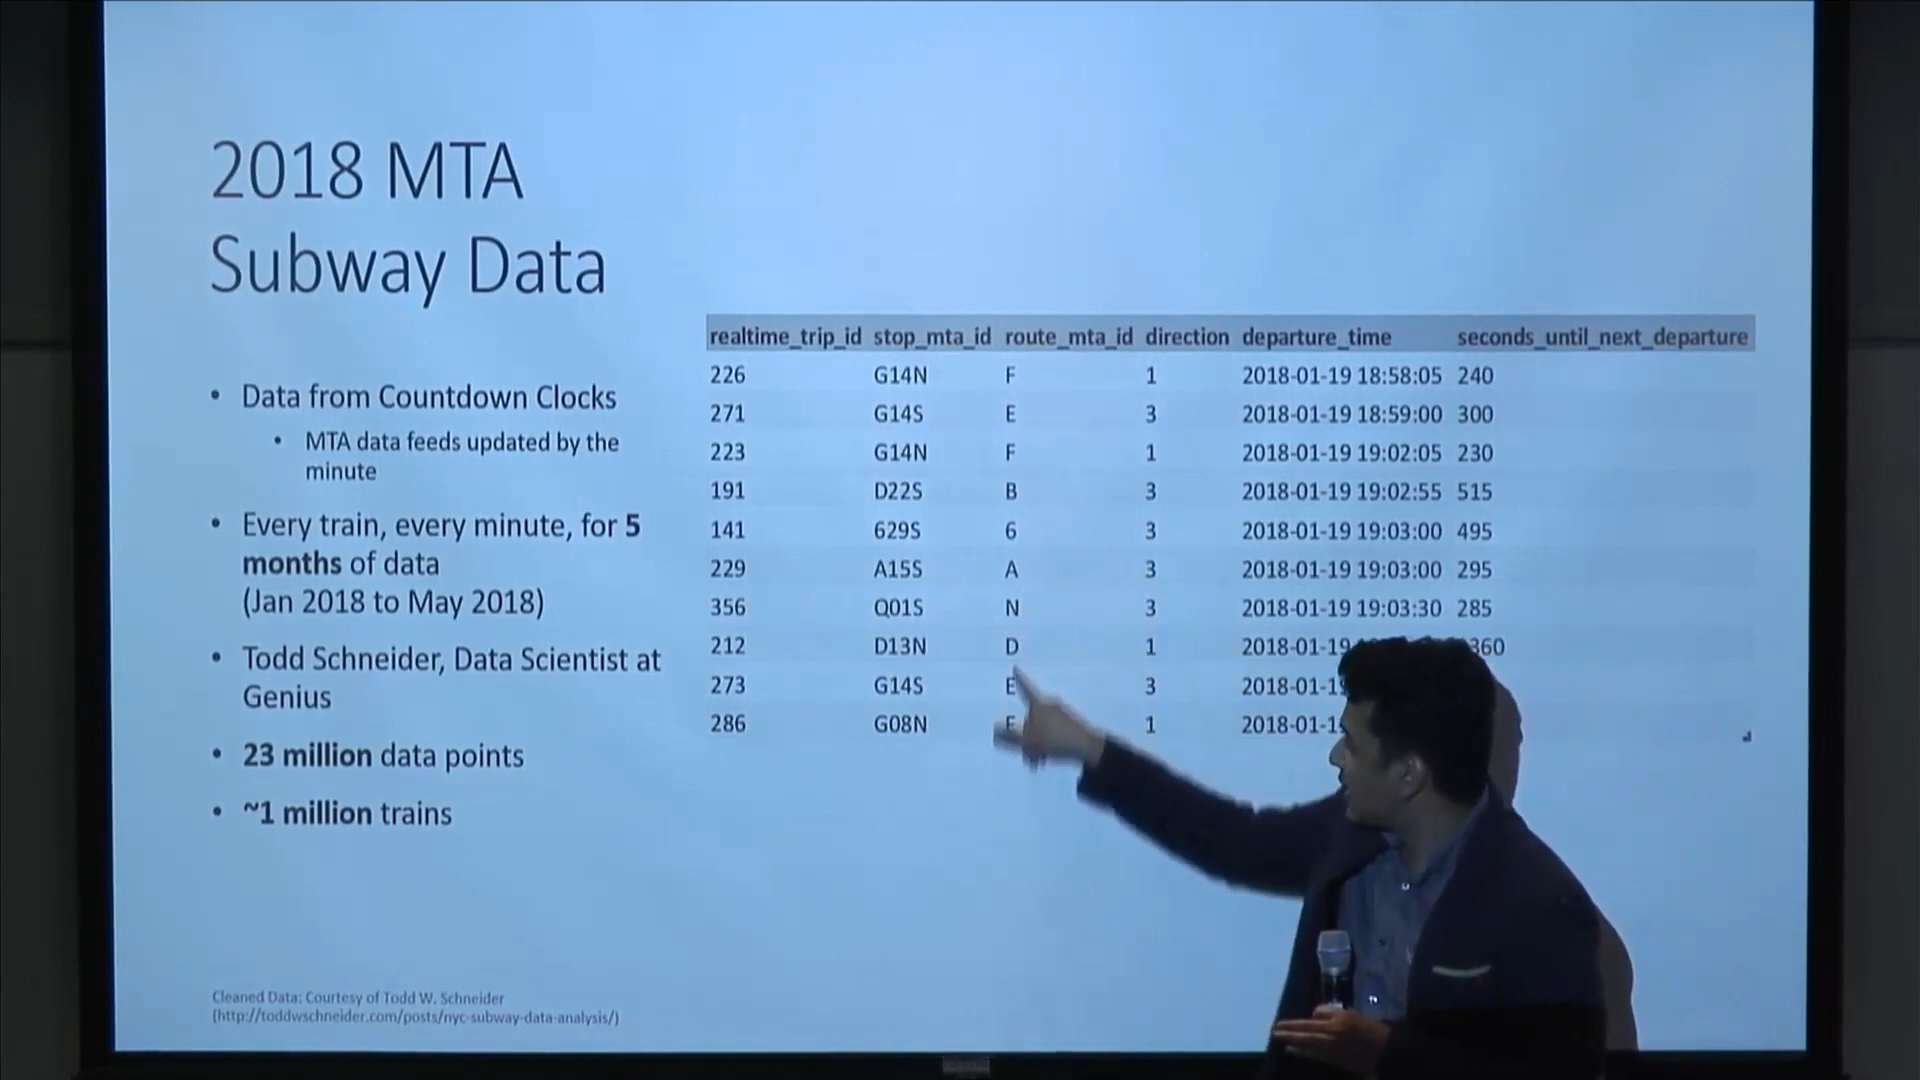 2018 MTA
Subway Data
• Data from Countdown Clocks
• MTA data feeds updated by the
minute
• Every train, every minute, for 5
months of data
(Jan 2018 to May 2018)
• Todd Schneider, Data Scientist at
Genius
• 23 million data points
• ~1 million trains
realtime_trip_id stop_mta_id route_mta_id direction departure_time seconds_until_next_departure
226 G14N F 1 2018-01-19 18:58:05 240
271 G14S E 3 2018-01-19 18:59:00 300
223 G14N F 1 2018-01-19 19:02:05 230
191 D22S B 3 2018-01-19 19:02:55 515
141 629S 6 3 2018-01-19 19:03:00 495
229 A15S A 3 2018-01-19 19:03:00 295
356 Q01S N 3 2018-01-19 19:03:30 285
212 D13N D 1 2018-01-19 360
273 G14S E 3 2018-01-19
286 G08N 1 2018-01-1
Cleaned Data: Courtesy of Todd W. Schneider
(http://toddwschneider.com/posts/nyc-subway-data-analysis/)